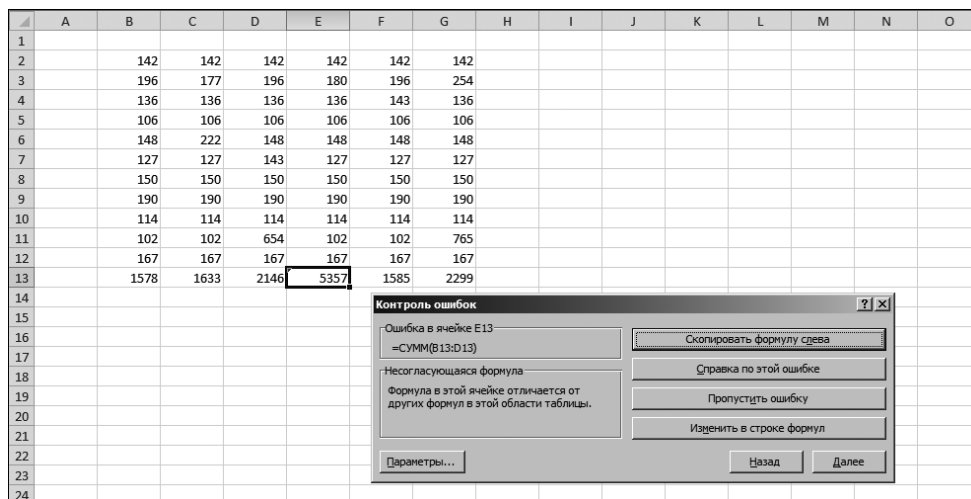 A B C D E F G H I J K L M N O
1
2 142 142 142 142 142 142
3 196 177 196 180 196 254
4 136 136 136 136 143 136
5 106 106 106 106 106 106
6 148 222 148 148 148 148
7 127 127 143 127 127 127
8 150 150 150 150 150 150
9 190 190 190 190 190 190
10 114 114 114 114 114 114
11 102 102 654 102 102 765
12 167 167 167 167 167 167
13 1578 1633 2146 5357 1585 2299
14
15
16
17
18
19
20
21
22
23
24
Контроль ошибок
Ошибка в ячейке E13
=СУММ(B13:D13)
Несогласующаяся формула
Формула в этой ячейке отличается от
других формул в этой области таблицы.
Скопировать формулу слева
Справка по этой ошибке
Пропустить ошибку
Изменить в строке формул
Параметры...
Назад
Далее